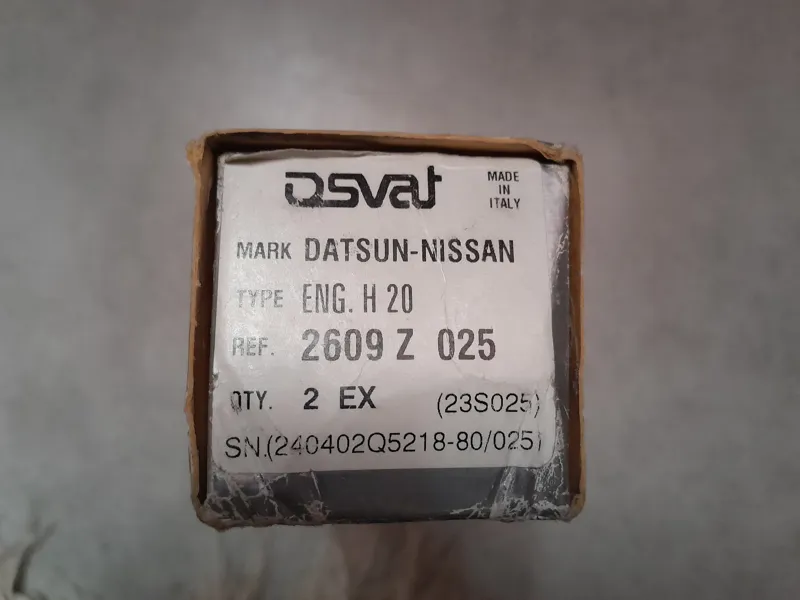 osvat
MADE
IN
ITALY
MARK DATSUN-NISSAN
TYPE ENG. H 20
REF. 2609 Z 025
QTY. 2 EX (23S025)
SN.(240402Q5218-80/025)